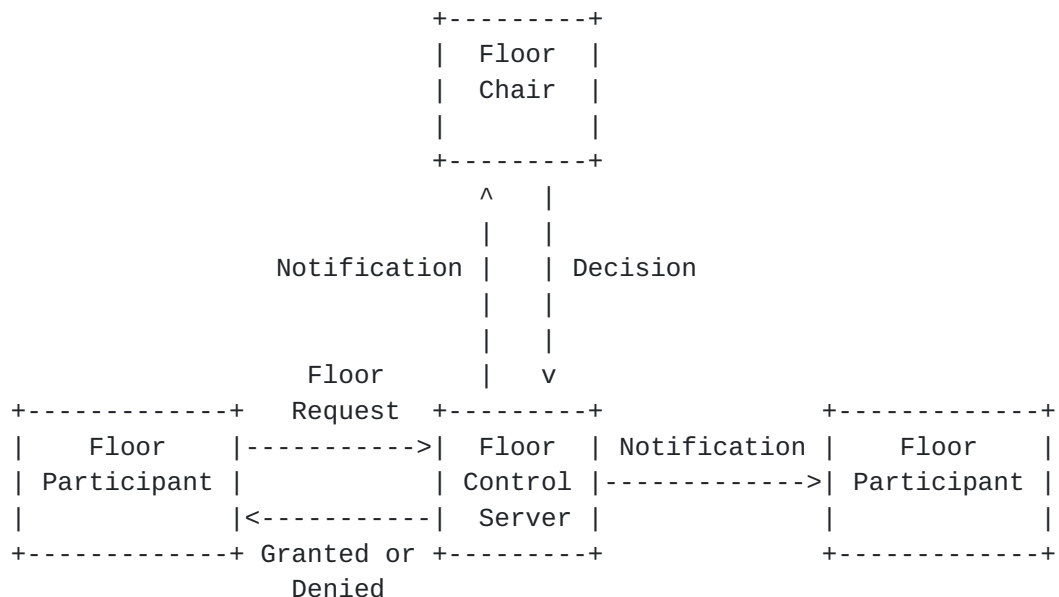 +---------+
|  Floor  |
|  Chair  |
|         |
+---------+
^   |
|   |
Notification |   | Decision
|   |
|   |
Floor      |   v
+-------------+   Request  +---------+              +-------------+
|    Floor    |----------->|  Floor  | Notification |    Floor    |
| Participant |            | Control |------------->| Participant |
|             |<-----------|  Server |              |             |
+-------------+ Granted or +---------+              +-------------+
Denied